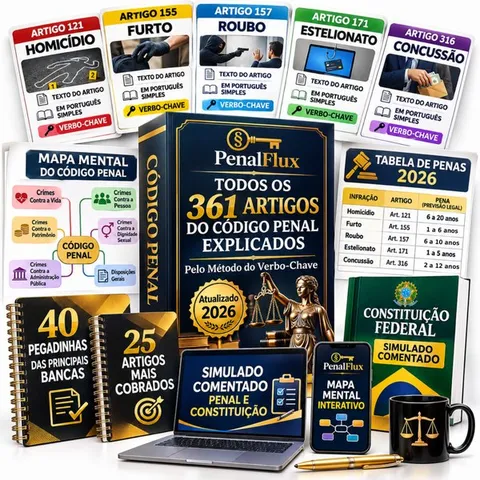 ARTIGO 121
HOMICÍDIO
TEXTO DO ARTIGO
EM PORTUGUÊS
SIMPLES
VERBO-CHAVE
ARTIGO 155
FURTO
TEXTO DO ARTIGO
EM PORTUGUÊS
SIMPLES
VERBO-CHAVE
ARTIGO 157
ROUBO
TEXTO DO ARTIGO
EM PORTUGUÊS
SIMPLES
VERBO-CHAVE
ARTIGO 171
ESTELIONATO
TEXTO DO ARTIGO
EM PORTUGUÊS
SIMPLES
VERBO-CHAVE
ARTIGO 316
CONCUSSÃO
TEXTO DO ARTIGO
EM PORTUGUÊS
SIMPLES
VERBO-CHAVE
MAPA MENTAL
DO CÓDIGO PENAL
Crimes
Contra a Vida
Crimes
Contra a
Pessoa
Crimes
Contra o
Patrimônio
Crimes
Contra a
Dignidade
Sexual
CÓDIGO
PENAL
Crimes
Contra a
Administração
Pública
Disposições
Gerais
CÓDIGO PENAL
§
PenalFlux
TODOS OS
361 ARTIGOS
DO CÓDIGO PENAL
EXPLICADOS
Pelo Método do Verbo-Chave
Atualizado
2026
TABELA DE PENAS
2026
INFRAÇÃO ARTIGO PENA
(PREVISÃO LEGAL)
Homicídio Art. 121 6 a 20 anos
Furto Art. 155 1 a 6 anos
Roubo Art. 157 6 a 10 anos
Estelionato Art. 171 1 a 5 anos
Concussão Art. 316 2 a 12 anos
CONSTITUIÇÃO
FEDERAL
SIMULADO
COMENTADO
40
PEGADINHAS
DAS PRINCIPAIS
BANCAS
25
ARTIGOS
MAIS
COBRADOS
SIMULADO
COMENTADO
PENAL E
CONSTITUIÇÃO
PenalFlux
MAPA
MENTAL
INTERATIVO